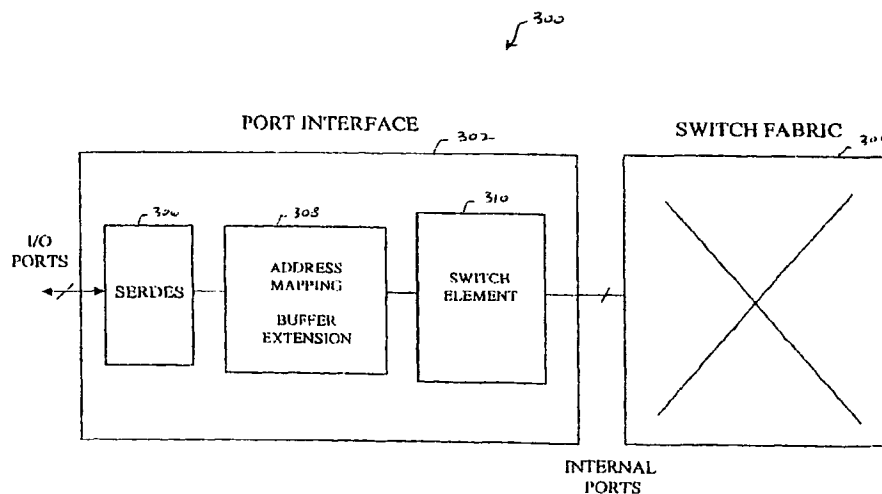 300
PORT INTERFACE
SWITCH FABRIC
302
308
310
I/O
PORTS
SERDES
ADDRESS
MAPPING
BUFFER
EXTENSION
SWITCH
ELEMENT
INTERNAL
PORTS